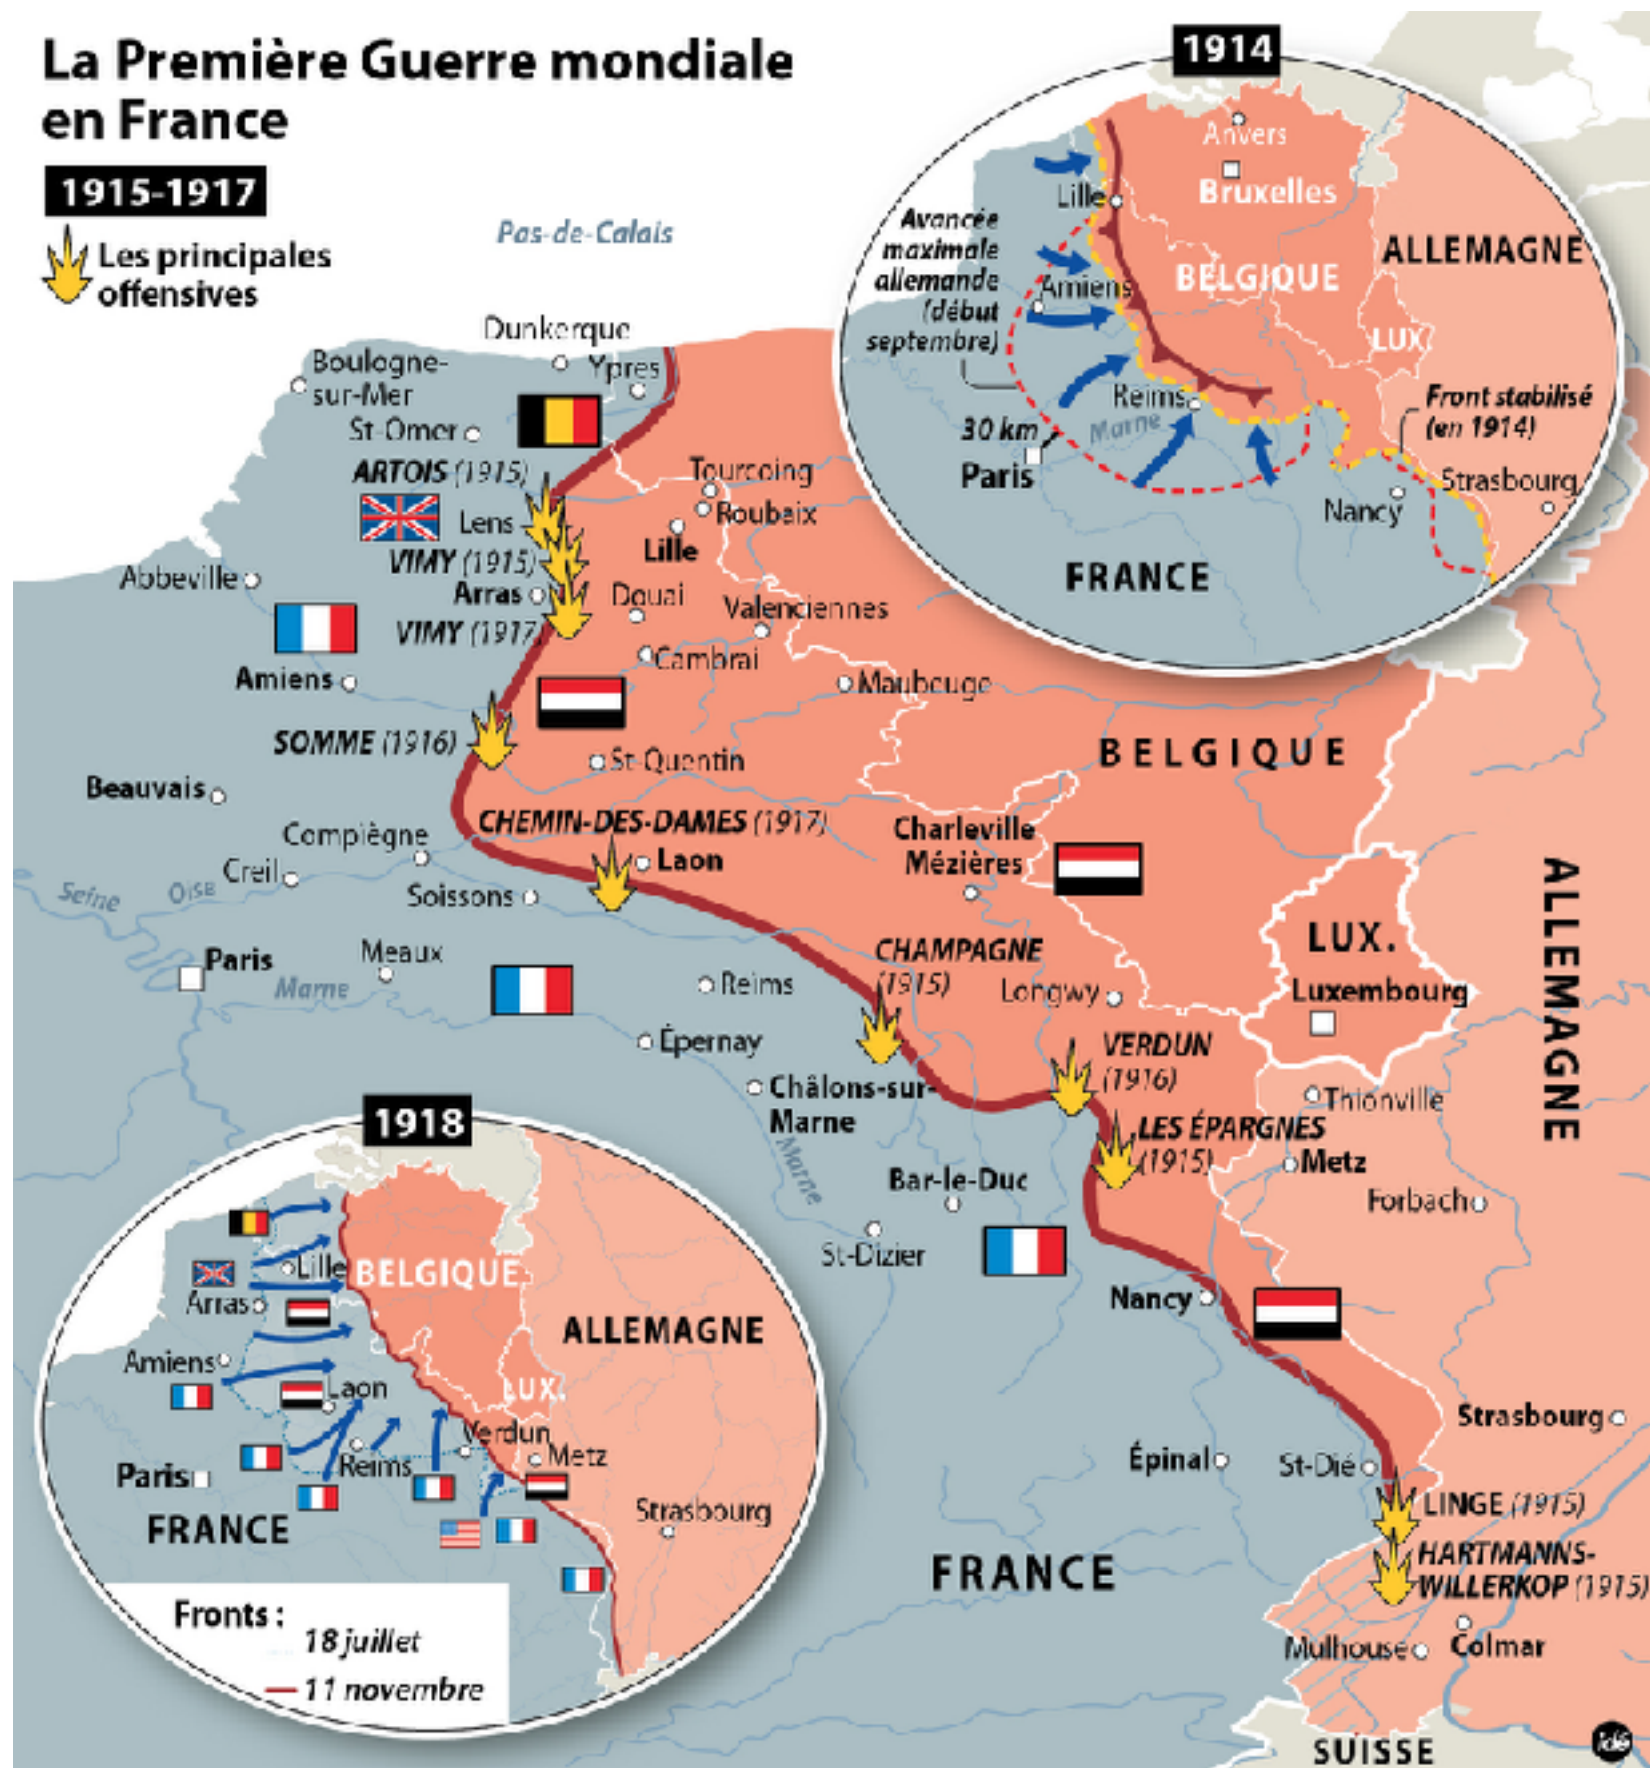 La Première Guerre mondiale
en France
1915-1917
Les principales
offensives
Pas-de-Calais
Dunkerque
Ypres
Boulogne-
sur-Mer
St-Omer
ARTOIS (1915)
Lens
VIMY (1915)
Arras
VIMY (1917)
Abbeville
Amiens
Tourcoing
Roubaix
Lille
Douai
Valenciennes
Cambrai
Maubeuge
SOMME (1916)
St-Quentin
Beauvais
BELGIQUE
CHEMIN-DES-DAMES (1917)
Compiègne
Creil
Laon
Soissons
Charleville
Mézières
Seine
Oise
Paris
Meaux
Marne
Reims
Épernay
CHAMPAGNE
(1915)
Longwy
LUX.
Luxembourg
ALLEMAGNE
VERDUN
(1916)
Châlons-sur-
Marne
Marne
LES ÉPARGNES
(1915)
Thionville
Metz
Forbach
Bar-le-Duc
St-Dizier
Nancy
Strasbourg
Épinal
St-Dié
LINGE (1915)
HARTMANNS-
WILLERKOP (1915)
FRANCE
Mulhouse
Colmar
SUISSE
idé
1914
Anvers
Bruxelles
Lille
Avancée
maximale
allemande
(début
septembre)
Amiens
BELGIQUE
ALLEMAGNE
LUX.
Reims
Marne
30 km
Paris
Front stabilisé
(en 1914)
Strasbourg
Nancy
FRANCE
1918
Lille
BELGIQUE
Arras
ALLEMAGNE
Amiens
Laon
LUX.
Verdun
Metz
Reims
Paris
Strasbourg
FRANCE
Fronts :
18 juillet
11 novembre